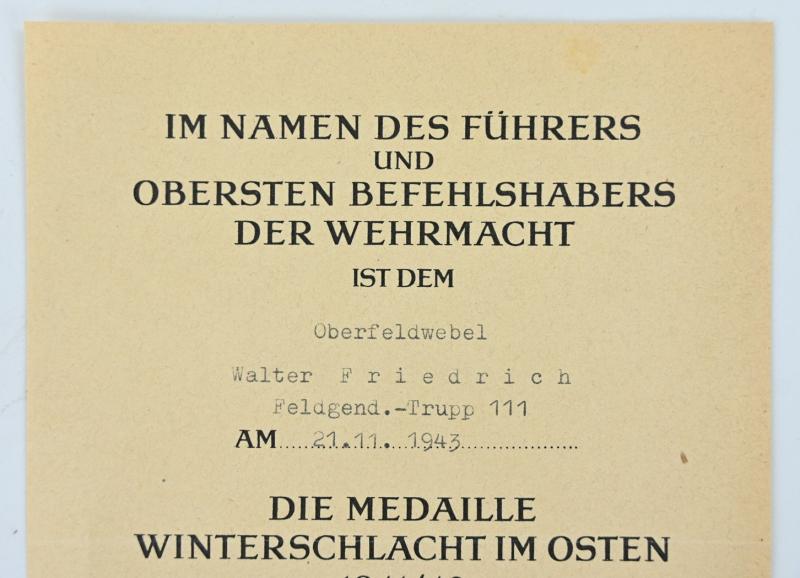 IM NAMEN DES FÜHRERS
UND
OBERSTEN BEFEHLSHABERS
DER WEHRMACHT
IST DEM
Oberfeldwebel
Walter F r i e d r i c h
Feldgend.-Trupp 111
AM 21.11. 1943
DIE MEDAILLE
WINTERSCHLACHT IM OSTEN